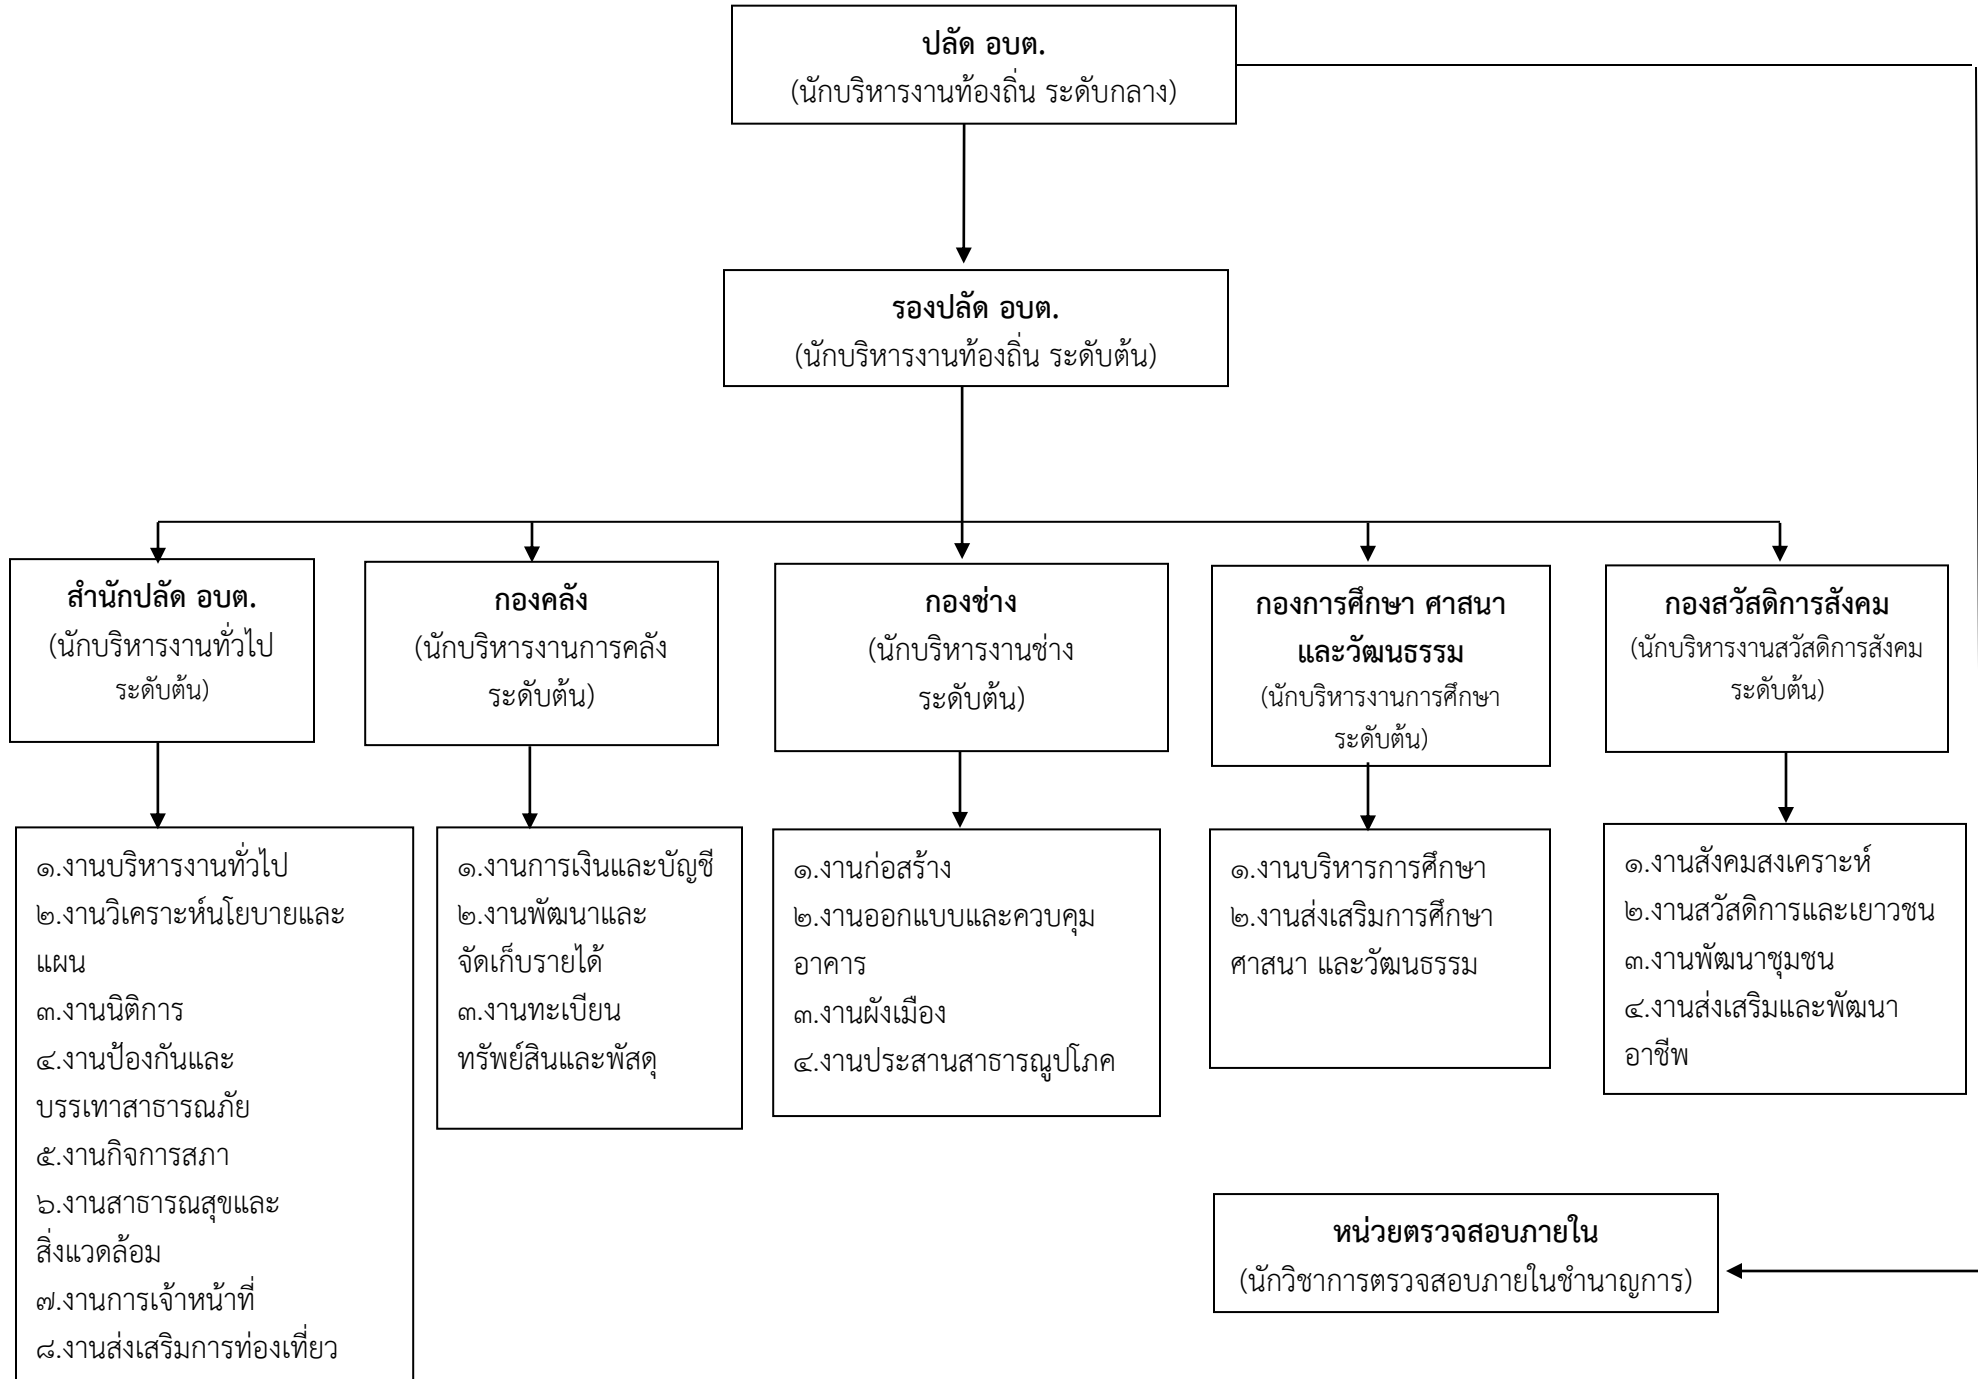 ปลัด อบต.
(นักบริหารงานท้องถิ่น ระดับกลาง)
รองปลัด อบต.
(นักบริหารงานท้องถิ่น ระดับต้น)
สำนักปลัด อบต.
(นักบริหารงานทั่วไป
ระดับต้น)
กองคลัง
(นักบริหารงานการคลัง
ระดับต้น)
กองช่าง
(นักบริหารงานช่าง
ระดับต้น)
กองการศึกษา ศาสนา
และวัฒนธรรม
(นักบริหารงานการศึกษา
ระดับต้น)
กองสวัสดิการสังคม
(นักบริหารงานสวัสดิการสังคม
ระดับต้น)
๑.งานบริหารงานทั่วไป
๒.งานวิเคราะห์นโยบายและ
แผน
๓.งานนิติการ
๔.งานป้องกันและ
บรรเทาสาธารณภัย
๕.งานกิจการสภา
๖.งานสาธารณสุขและ
สิ่งแวดล้อม
๗.งานการเจ้าหน้าที่
๘.งานส่งเสริมการท่องเที่ยว
๑.งานการเงินและบัญชี
๒.งานพัฒนาและ
จัดเก็บรายได้
๓.งานทะเบียน
ทรัพย์สินและพัสดุ
๑.งานก่อสร้าง
๒.งานออกแบบและควบคุม
อาคาร
๓.งานผังเมือง
๔.งานประสานสาธารณูปโภค
๑.งานบริหารการศึกษา
๒.งานส่งเสริมการศึกษา
ศาสนา และวัฒนธรรม
๑.งานสังคมสงเคราะห์
๒.งานสวัสดิการและเยาวชน
๓.งานพัฒนาชุมชน
๔.งานส่งเสริมและพัฒนา
อาชีพ
หน่วยตรวจสอบภายใน
(นักวิชาการตรวจสอบภายในชำนาญการ)